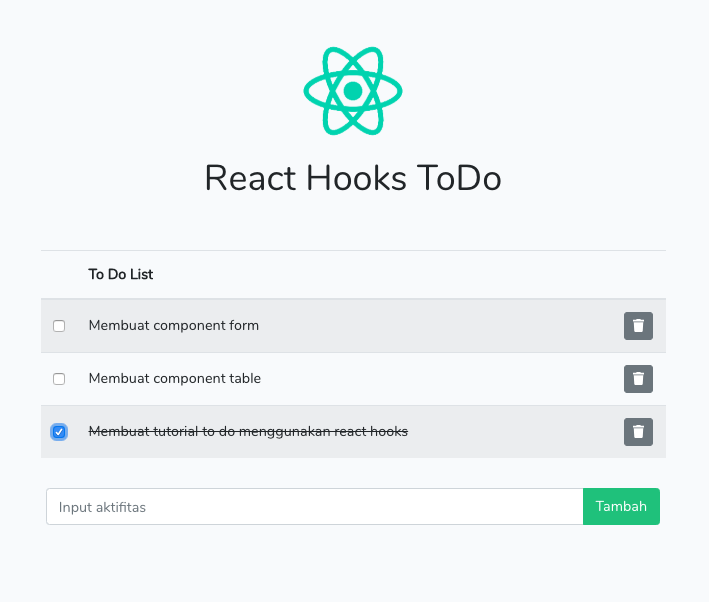 React Hooks ToDo
To Do List
Membuat component form
Membuat component table
Membuat tutorial to do menggunakan react hooks
Input aktifitas
Tambah